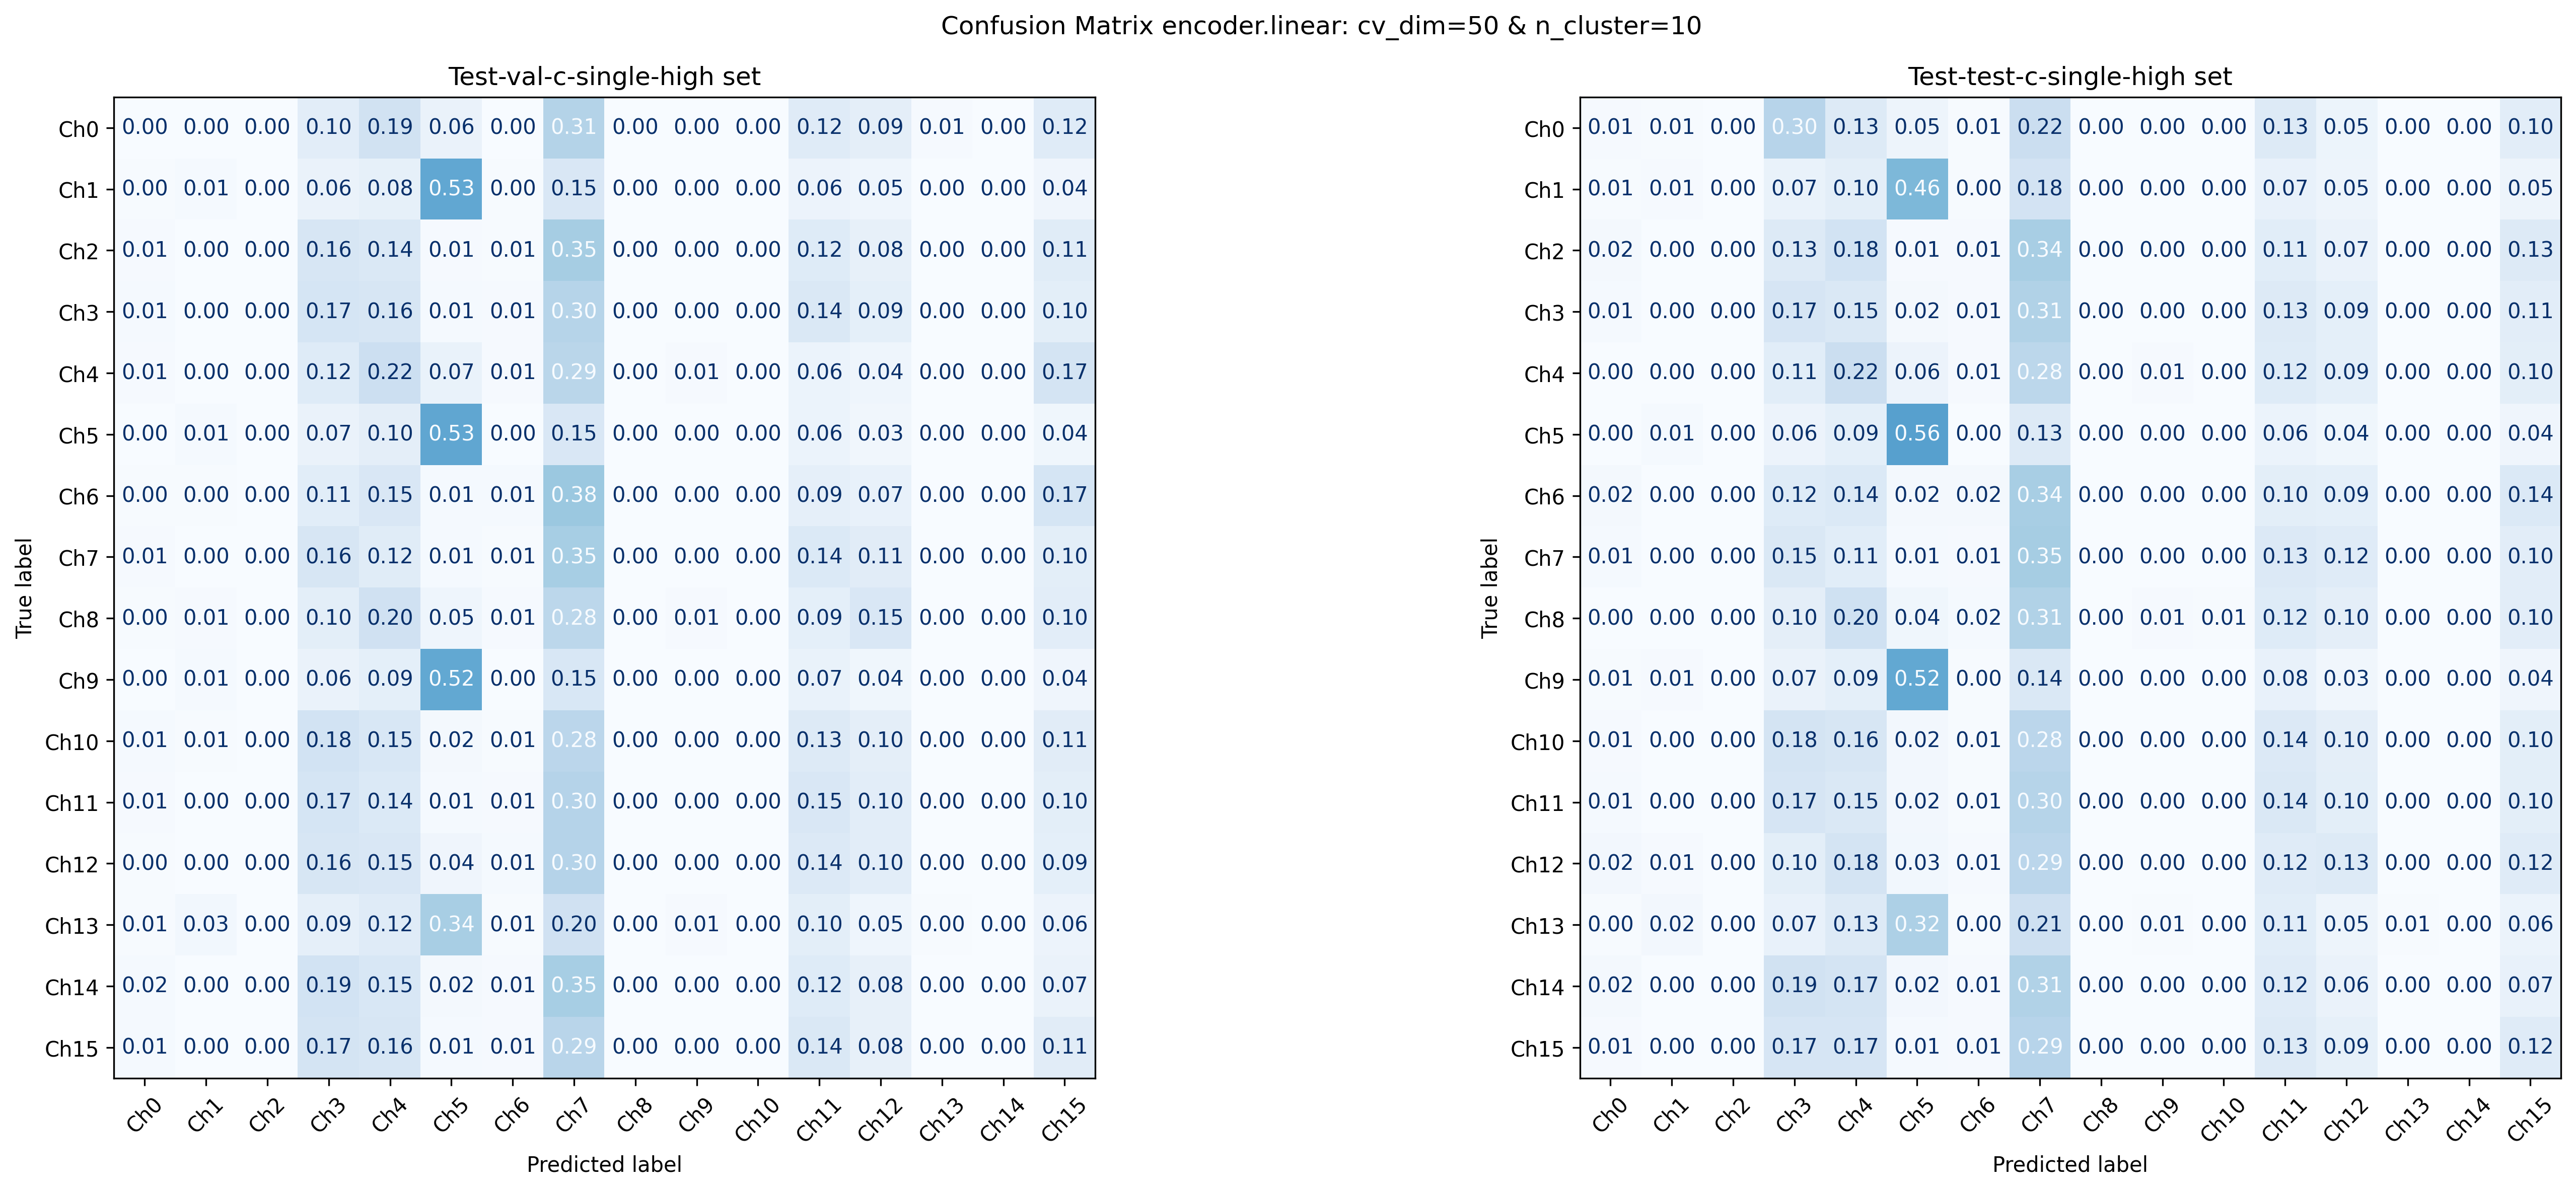 Confusion Matrix encoder.linear: cv_dim=50 & n_cluster=10
Test-val-c-single-high set
True label
Ch0 0.00 0.00 0.00 0.10 0.19 0.06 0.00 0.31 0.00 0.00 0.00 0.12 0.09 0.01 0.00 0.12
Ch1 0.00 0.01 0.00 0.06 0.08 0.53 0.00 0.15 0.00 0.00 0.00 0.06 0.05 0.00 0.00 0.04
Ch2 0.01 0.00 0.00 0.16 0.14 0.01 0.01 0.35 0.00 0.00 0.00 0.12 0.08 0.00 0.00 0.11
Ch3 0.01 0.00 0.00 0.17 0.16 0.01 0.01 0.30 0.00 0.00 0.00 0.14 0.09 0.00 0.00 0.10
Ch4 0.01 0.00 0.00 0.12 0.22 0.07 0.01 0.29 0.00 0.01 0.00 0.06 0.04 0.00 0.00 0.17
Ch5 0.00 0.01 0.00 0.07 0.10 0.53 0.00 0.15 0.00 0.00 0.00 0.06 0.03 0.00 0.00 0.04
Ch6 0.00 0.00 0.00 0.11 0.15 0.01 0.01 0.38 0.00 0.00 0.00 0.09 0.07 0.00 0.00 0.17
Ch7 0.01 0.00 0.00 0.16 0.12 0.01 0.01 0.35 0.00 0.00 0.00 0.14 0.11 0.00 0.00 0.10
Ch8 0.00 0.01 0.00 0.10 0.20 0.05 0.01 0.28 0.00 0.01 0.00 0.09 0.15 0.00 0.00 0.10
Ch9 0.00 0.01 0.00 0.06 0.09 0.52 0.00 0.15 0.00 0.00 0.00 0.07 0.04 0.00 0.00 0.04
Ch10 0.01 0.01 0.00 0.18 0.15 0.02 0.01 0.28 0.00 0.00 0.00 0.13 0.10 0.00 0.00 0.11
Ch11 0.01 0.00 0.00 0.17 0.14 0.01 0.01 0.30 0.00 0.00 0.00 0.15 0.10 0.00 0.00 0.10
Ch12 0.00 0.00 0.00 0.16 0.15 0.04 0.01 0.30 0.00 0.00 0.00 0.14 0.10 0.00 0.00 0.09
Ch13 0.01 0.03 0.00 0.09 0.12 0.34 0.01 0.20 0.00 0.01 0.00 0.10 0.05 0.00 0.00 0.06
Ch14 0.02 0.00 0.00 0.19 0.15 0.02 0.01 0.35 0.00 0.00 0.00 0.12 0.08 0.00 0.00 0.07
Ch15 0.01 0.00 0.00 0.17 0.16 0.01 0.01 0.29 0.00 0.00 0.00 0.14 0.08 0.00 0.00 0.11
Ch0 Ch1 Ch2 Ch3 Ch4 Ch5 Ch6 Ch7 Ch8 Ch9 Ch10 Ch11 Ch12 Ch13 Ch14 Ch15
Predicted label
Test-test-c-single-high set
True label
Ch0 0.01 0.01 0.00 0.30 0.13 0.05 0.01 0.22 0.00 0.00 0.00 0.13 0.05 0.00 0.00 0.10
Ch1 0.01 0.01 0.00 0.07 0.10 0.46 0.00 0.18 0.00 0.00 0.00 0.07 0.05 0.00 0.00 0.05
Ch2 0.02 0.00 0.00 0.13 0.18 0.01 0.01 0.34 0.00 0.00 0.00 0.11 0.07 0.00 0.00 0.13
Ch3 0.01 0.00 0.00 0.17 0.15 0.02 0.01 0.31 0.00 0.00 0.00 0.13 0.09 0.00 0.00 0.11
Ch4 0.00 0.00 0.00 0.11 0.22 0.06 0.01 0.28 0.00 0.01 0.00 0.12 0.09 0.00 0.00 0.10
Ch5 0.00 0.01 0.00 0.06 0.09 0.56 0.00 0.13 0.00 0.00 0.00 0.06 0.04 0.00 0.00 0.04
Ch6 0.02 0.00 0.00 0.12 0.14 0.02 0.02 0.34 0.00 0.00 0.00 0.10 0.09 0.00 0.00 0.14
Ch7 0.01 0.00 0.00 0.15 0.11 0.01 0.01 0.35 0.00 0.00 0.00 0.13 0.12 0.00 0.00 0.10
Ch8 0.00 0.00 0.00 0.10 0.20 0.04 0.02 0.31 0.00 0.01 0.01 0.12 0.10 0.00 0.00 0.10
Ch9 0.01 0.01 0.00 0.07 0.09 0.52 0.00 0.14 0.00 0.00 0.00 0.08 0.03 0.00 0.00 0.04
Ch10 0.01 0.00 0.00 0.18 0.16 0.02 0.01 0.28 0.00 0.00 0.00 0.14 0.10 0.00 0.00 0.10
Ch11 0.01 0.00 0.00 0.17 0.15 0.02 0.01 0.30 0.00 0.00 0.00 0.14 0.10 0.00 0.00 0.10
Ch12 0.02 0.01 0.00 0.10 0.18 0.03 0.01 0.29 0.00 0.00 0.00 0.12 0.13 0.00 0.00 0.12
Ch13 0.00 0.02 0.00 0.07 0.13 0.32 0.00 0.21 0.00 0.01 0.00 0.11 0.05 0.01 0.00 0.06
Ch14 0.02 0.00 0.00 0.19 0.17 0.02 0.01 0.31 0.00 0.00 0.00 0.12 0.06 0.00 0.00 0.07
Ch15 0.01 0.00 0.00 0.17 0.17 0.01 0.01 0.29 0.00 0.00 0.00 0.13 0.09 0.00 0.00 0.12
Ch0 Ch1 Ch2 Ch3 Ch4 Ch5 Ch6 Ch7 Ch8 Ch9 Ch10 Ch11 Ch12 Ch13 Ch14 Ch15
Predicted label